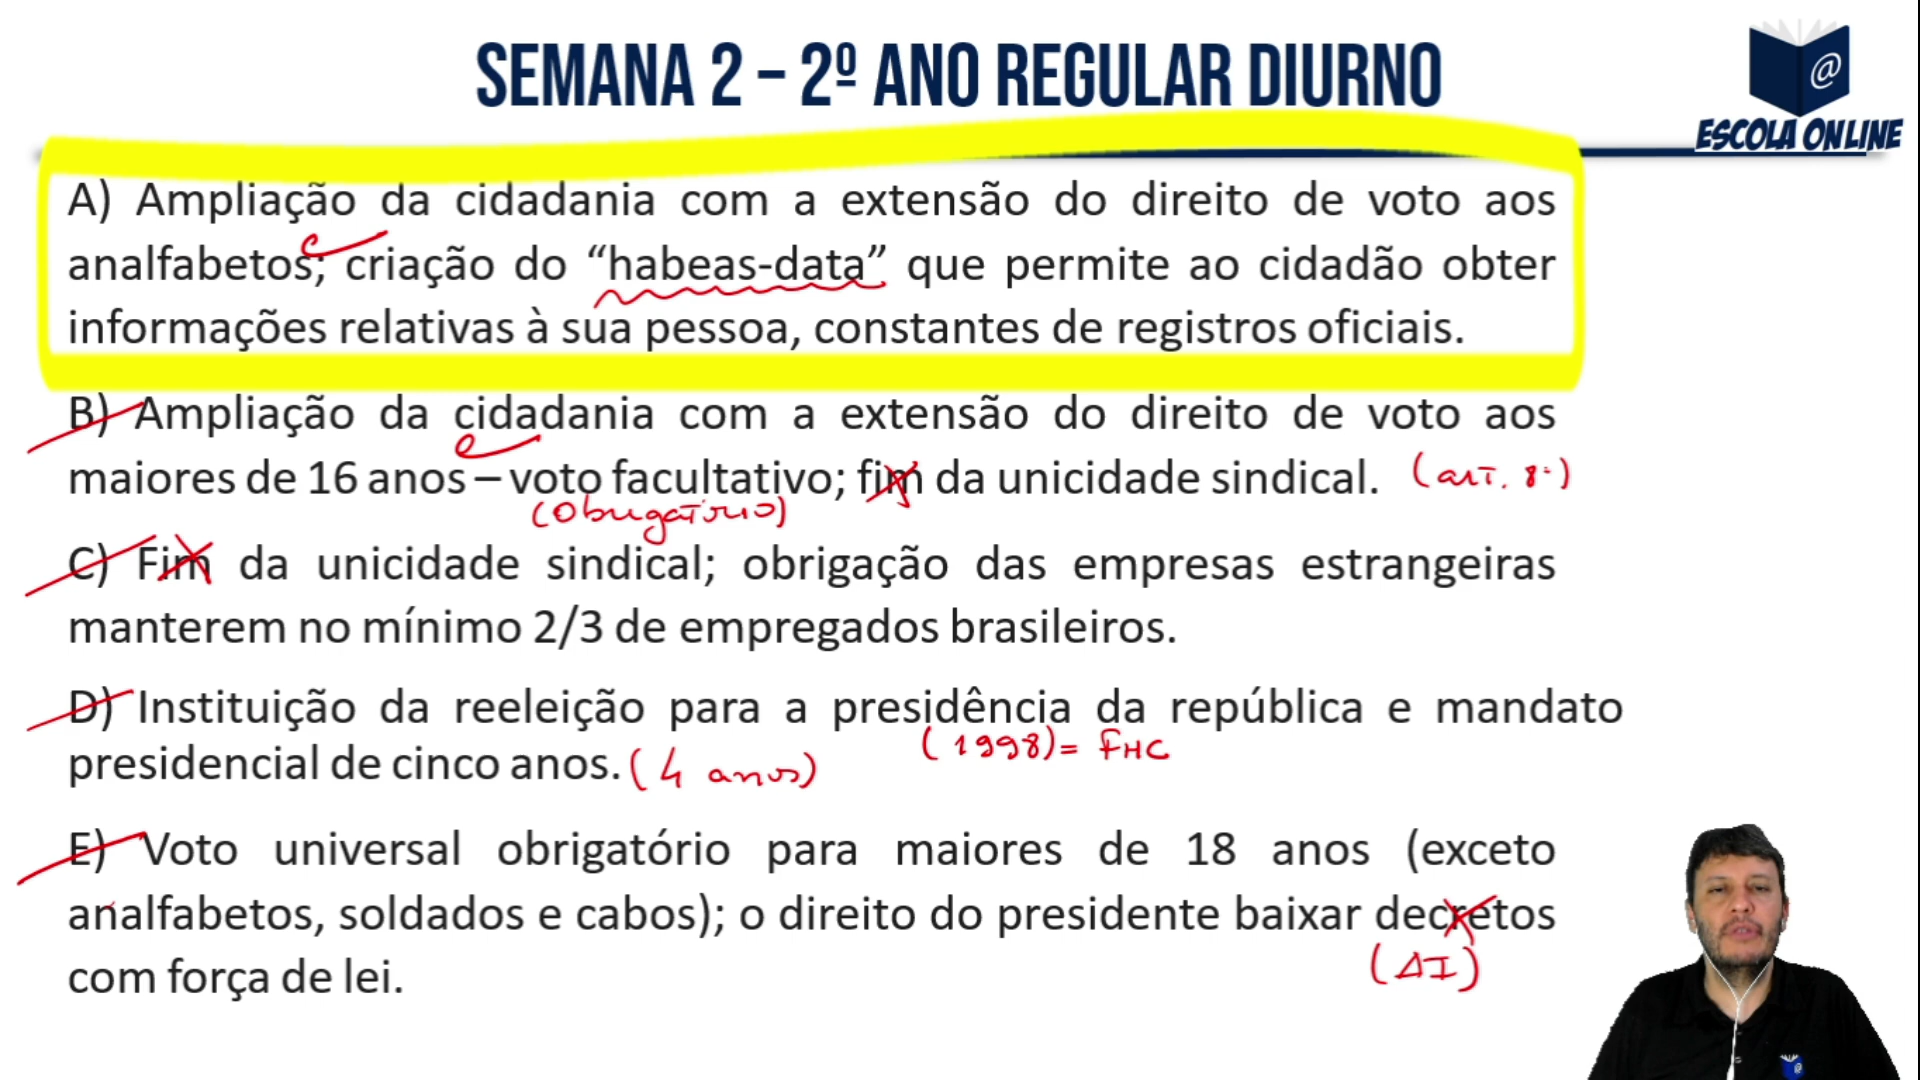 SEMANA 2 – 2º ANO REGULAR DIURNO
@
ESCOLA ONLINE
A) Ampliação da cidadania com a extensão do direito de voto aos
analfabetos; criação do “habeas-data” que permite ao cidadão obter
informações relativas à sua pessoa, constantes de registros oficiais.
B) Ampliação da cidadania com a extensão do direito de voto aos
maiores de 16 anos – voto facultativo; fim da unicidade sindical. (art. 8º)
(obrigatório)
C) Fim da unicidade sindical; obrigação das empresas estrangeiras
manterem no mínimo 2/3 de empregados brasileiros.
D) Instituição da reeleição para a presidência da república e mandato
(1998) = FHC
presidencial de cinco anos. (4 anos)
E) Voto universal obrigatório para maiores de 18 anos (exceto
analfabetos, soldados e cabos); o direito do presidente baixar decretos
(AI)
com força de lei.